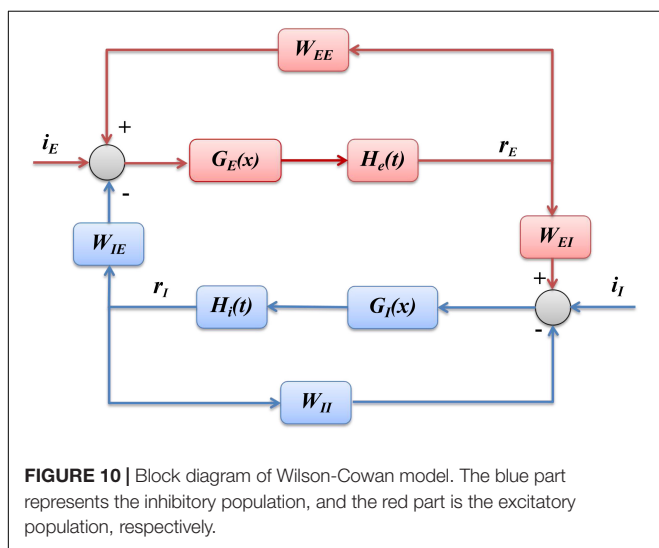 W_EE
+
i_E
G_E(x)
H_e(t)
r_E
-
W_IE
W_EI
r_I
H_i(t)
G_I(x)
+
i_I
-
W_II
FIGURE 10 | Block diagram of Wilson-Cowan model. The blue part
represents the inhibitory population, and the red part is the excitatory
population, respectively.